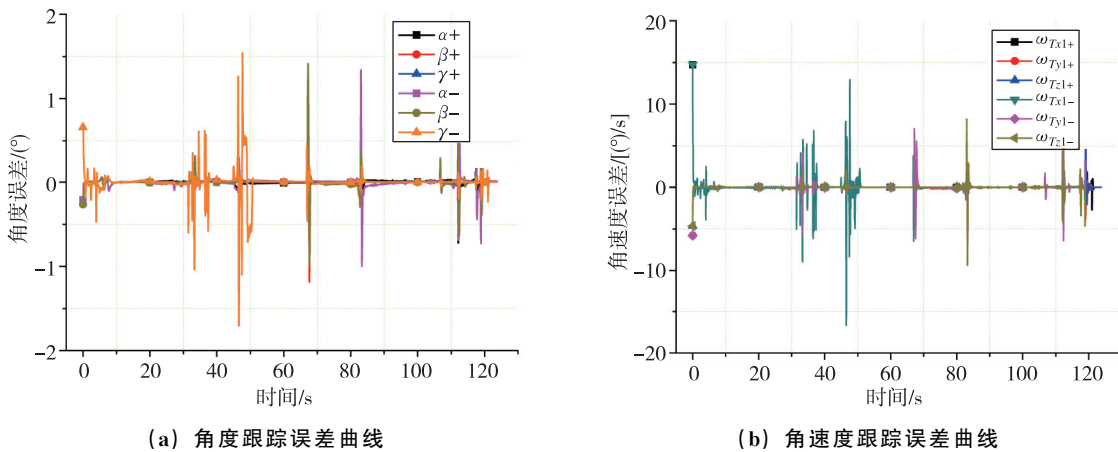 2
1
0
−1
−2
角度误差/(°)
0
20
40
60
80
100
120
时间/s
α+
β+
γ+
α−
β−
γ−
(a) 角度跟踪误差曲线
20
10
0
−10
−20
角速度误差/[(°)/s]
0
20
40
60
80
100
120
时间/s
ωTx1+
ωTy1+
ωTz1+
ωTx1−
ωTy1−
ωTz1−
(b) 角速度跟踪误差曲线